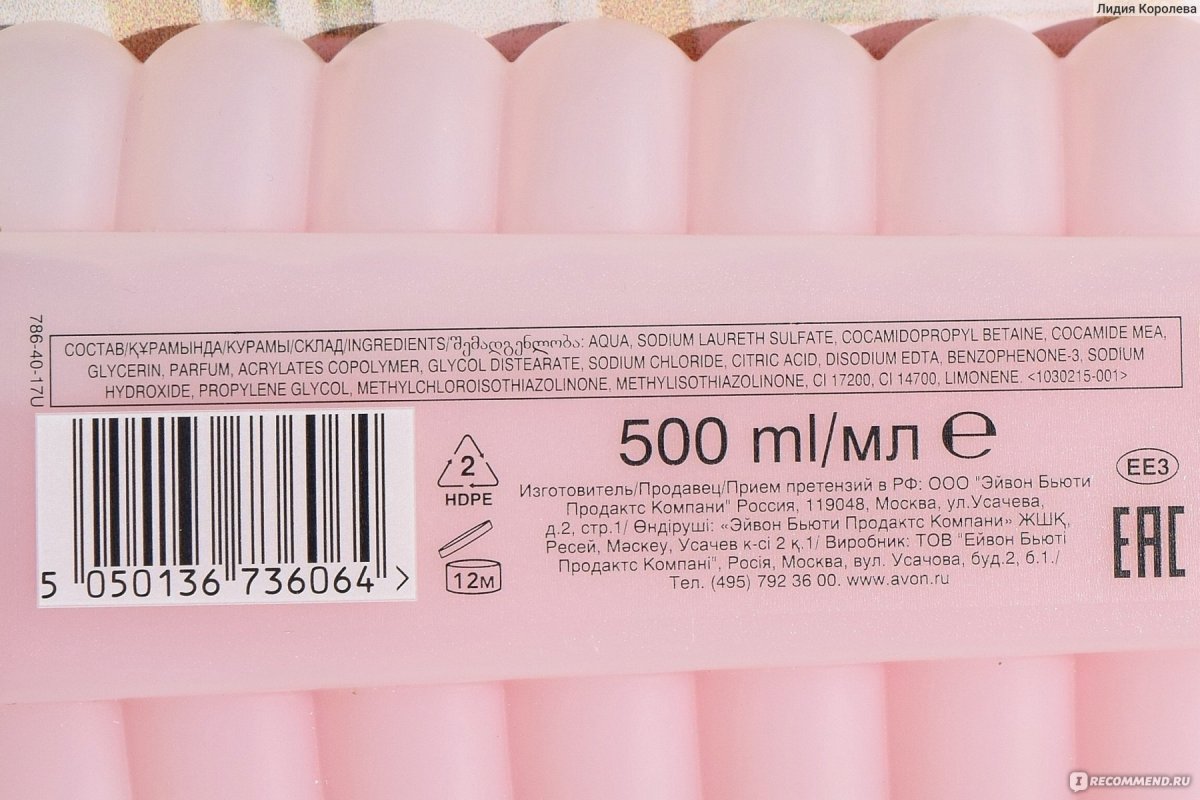 Лидия Королева
786-40-17U
СОСТАВ/ҚҰРАМЫНДА/КУРАМЫ/СКЛАД/INGREDIENTS/შემადგენლობა: AQUA, SODIUM LAURETH SULFATE, COCAMIDOPROPYL BETAINE, COCAMIDE MEA,
GLYCERIN, PARFUM, ACRYLATES COPOLYMER, GLYCOL DISTEARATE, SODIUM CHLORIDE, CITRIC ACID, DISODIUM EDTA, BENZOPHENONE-3, SODIUM
HYDROXIDE, PROPYLENE GLYCOL, METHYLCHLOROISOTHIAZOLINONE, METHYLISOTHIAZOLINONE, CI 17200, CI 14700, LIMONENE. <1030215-001>
5 050136 736064 >
2
HDPE
12м
500 ml/мл ℮
Изготовитель/Продавец/Прием претензий в РФ: ООО "Эйвон Бьюти
Продактс Компани" Россия, 119048, Москва, ул.Усачева,
д.2, стр.1/ Өндіруші: «Эйвон Бьюти Продактс Компани» ЖШҚ,
Ресей, Мәскеу, Усачев к-сі 2 қ.1/ Виробник: ТОВ "Ейвон Бьюті
Продактс Компані", Росія, Москва, вул. Усачова, буд.2, б.1./
Тел. (495) 792 36 00. www.avon.ru
EE3
EAC
IRECOMMEND.RU